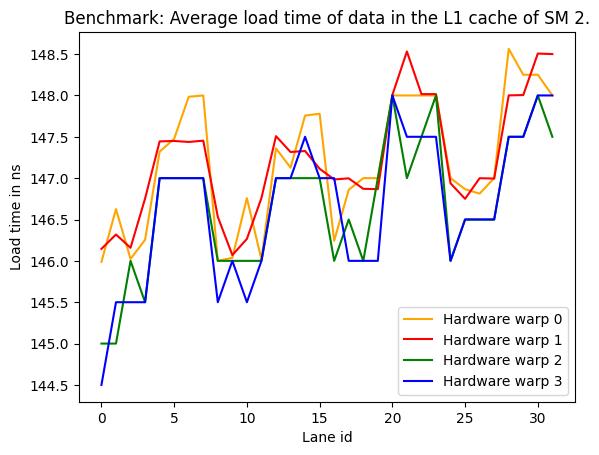 Benchmark: Average load time of data in the L1 cache of SM 2.
Load time in ns
148.5
148.0
147.5
147.0
146.5
146.0
145.5
145.0
144.5
Hardware warp 0
Hardware warp 1
Hardware warp 2
Hardware warp 3
0 5 10 15 20 25 30
Lane id